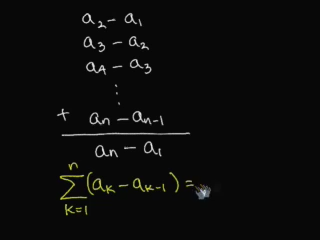 a₂ − a₁
a₃ − a₂
a₄ − a₃
⋮
+ aₙ − aₙ₋₁
aₙ − a₁
n
∑ (aₖ − aₖ₋₁) =
k=1